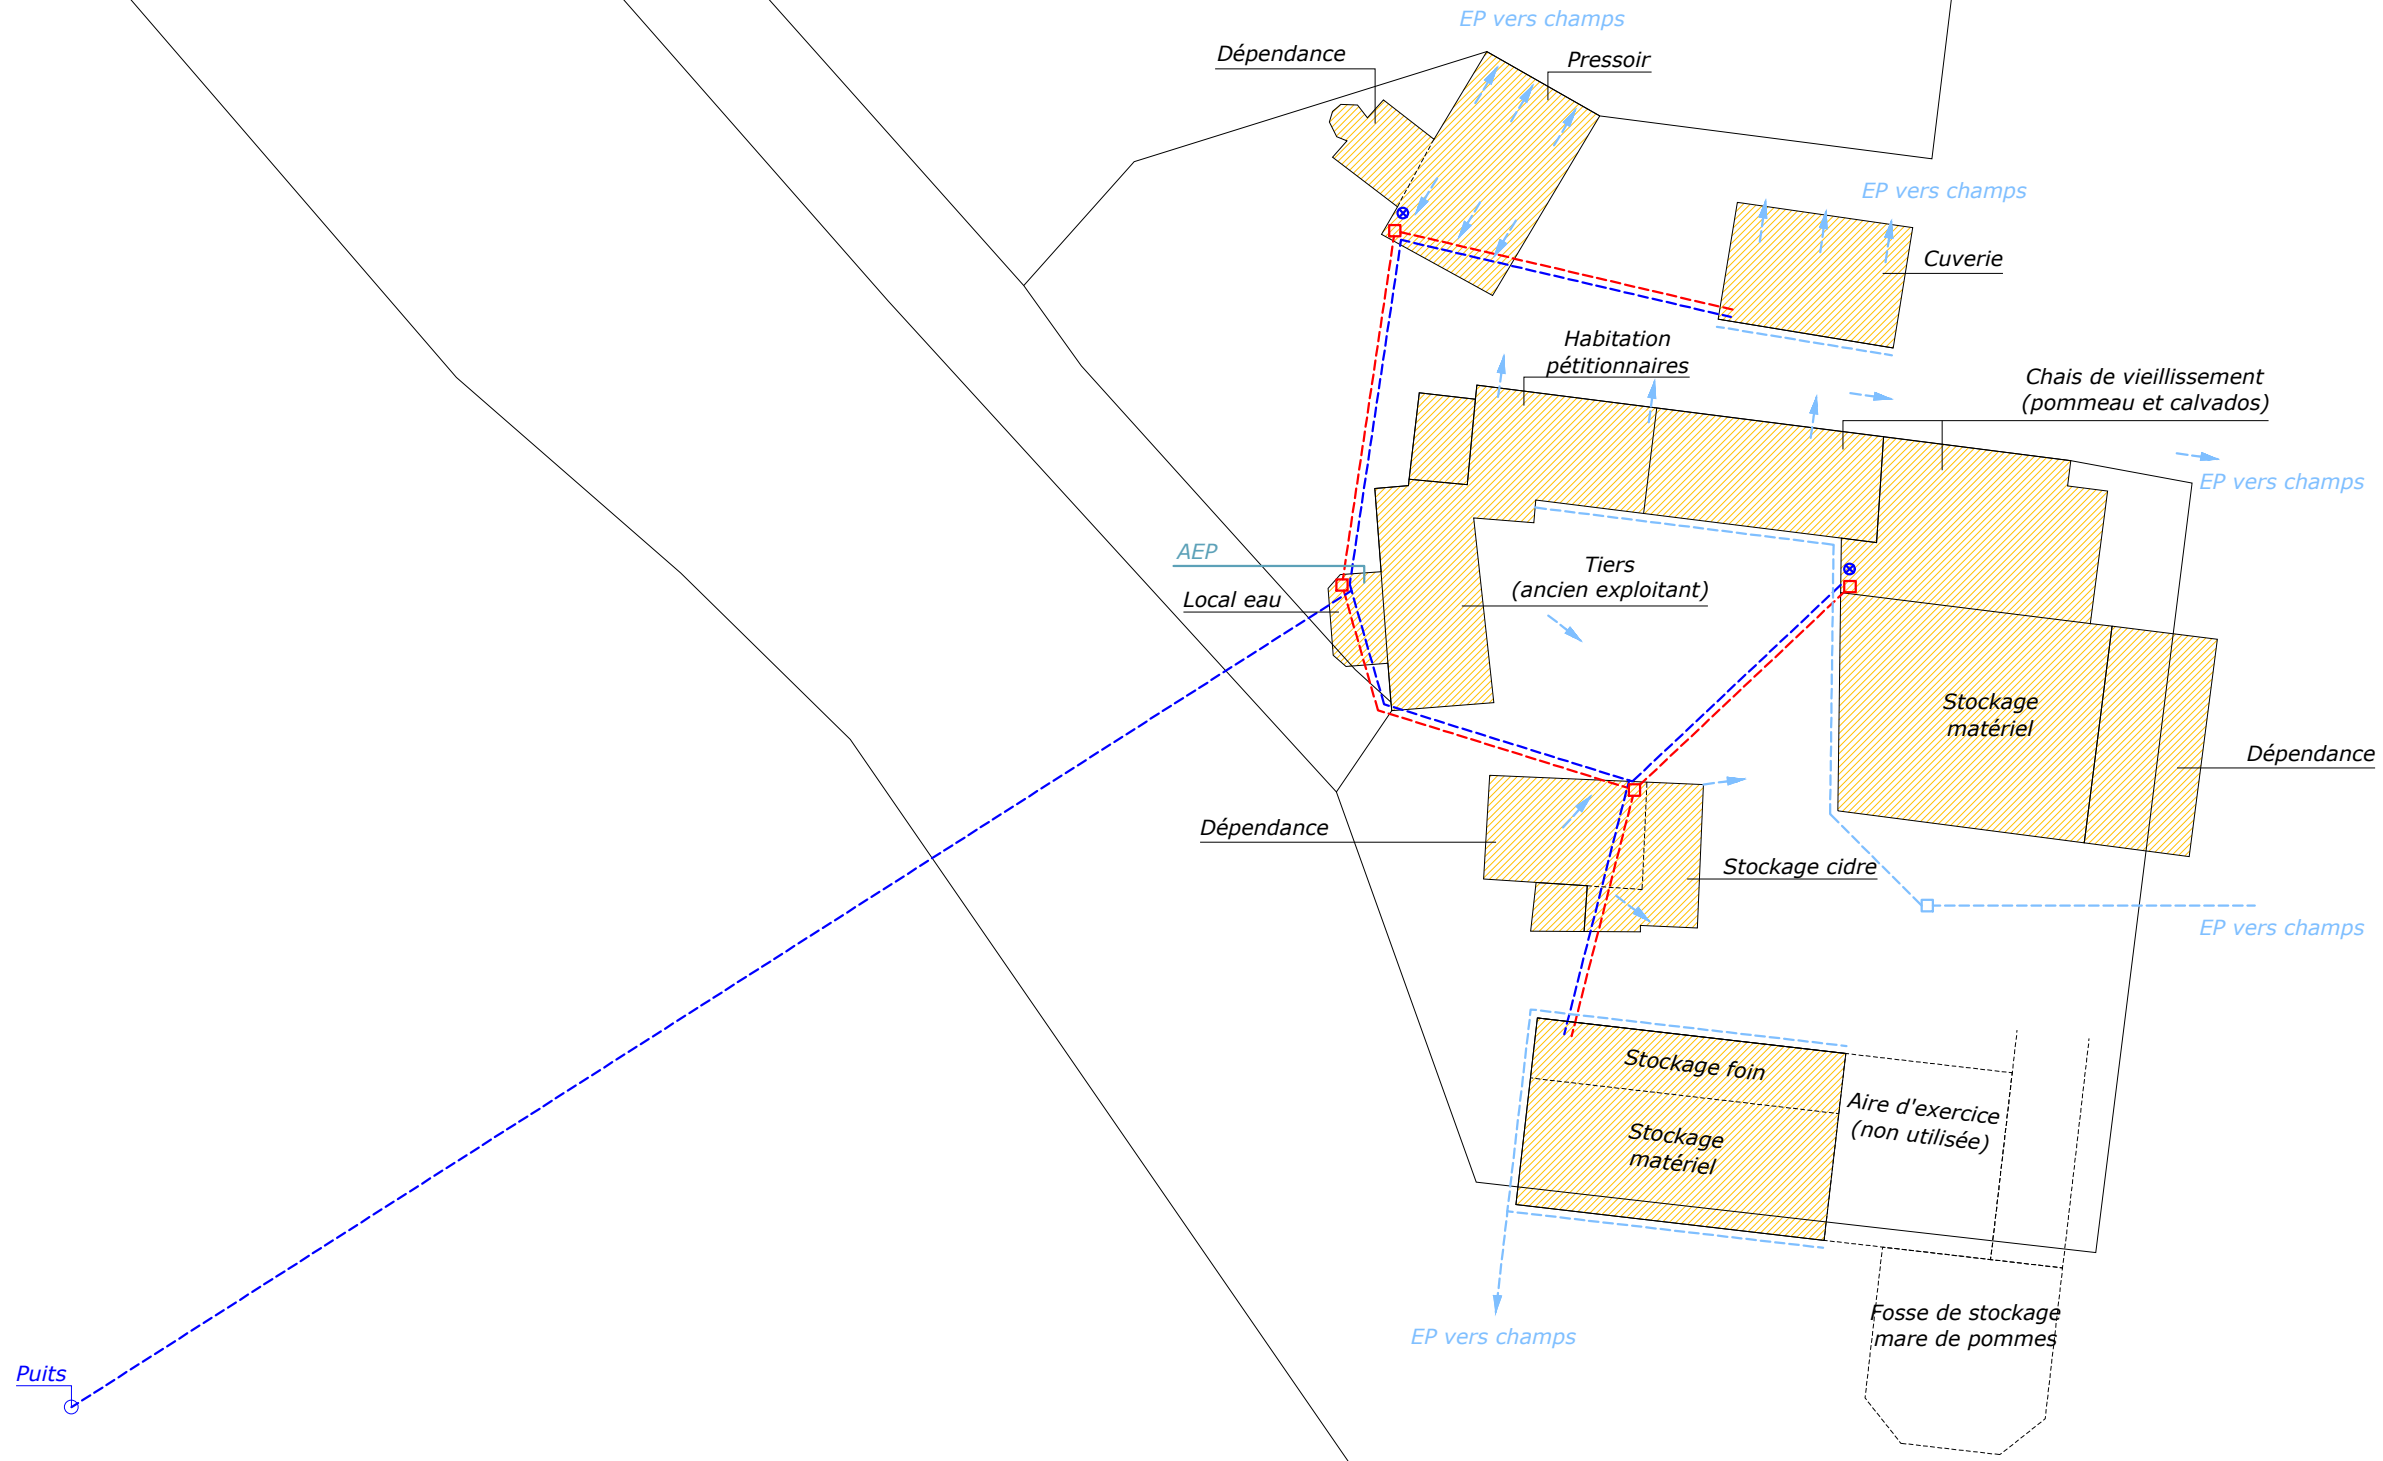 EP vers champs
Dépendance
Pressoir
EP vers champs
Cuverie
Habitation
pétitionnaires
Chais de vieillissement
(pommeau et calvados)
EP vers champs
AEP
Tiers
(ancien exploitant)
Local eau
Stockage
matériel
Dépendance
Dépendance
Stockage cidre
EP vers champs
Stockage foin
Aire d'exercice
(non utilisée)
Stockage
matériel
Fosse de stockage
mare de pommes
EP vers champs
Puits